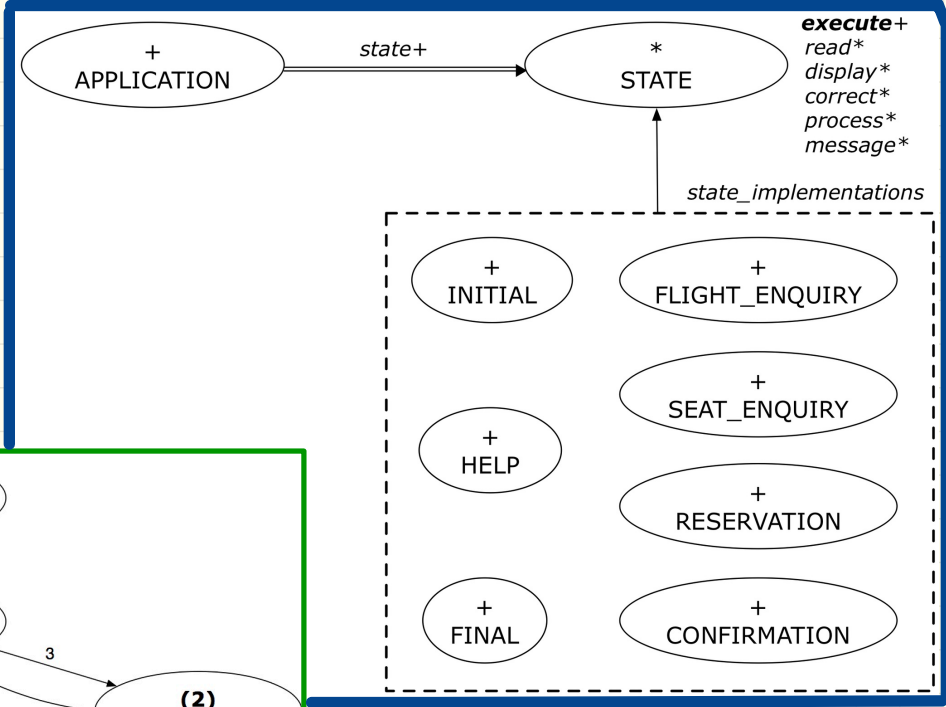 +
APPLICATION
state+
*
STATE
execute+
read*
display*
correct*
process*
message*
state_implementations
+
INITIAL
+
FLIGHT_ENQUIRY
+
SEAT_ENQUIRY
+
HELP
+
RESERVATION
+
FINAL
+
CONFIRMATION
3
(2)